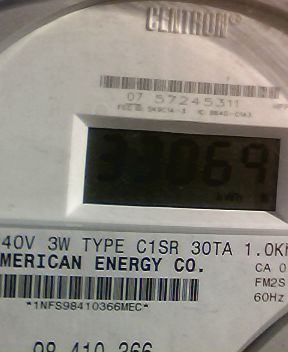 CENTRON®
07 57245311
33069
kWh
40V 3W TYPE C1SR 30TA 1.0K
MERICAN ENERGY CO.
CA 0
FM2S
60Hz
*1NFS98410366MEC*
98 410 366